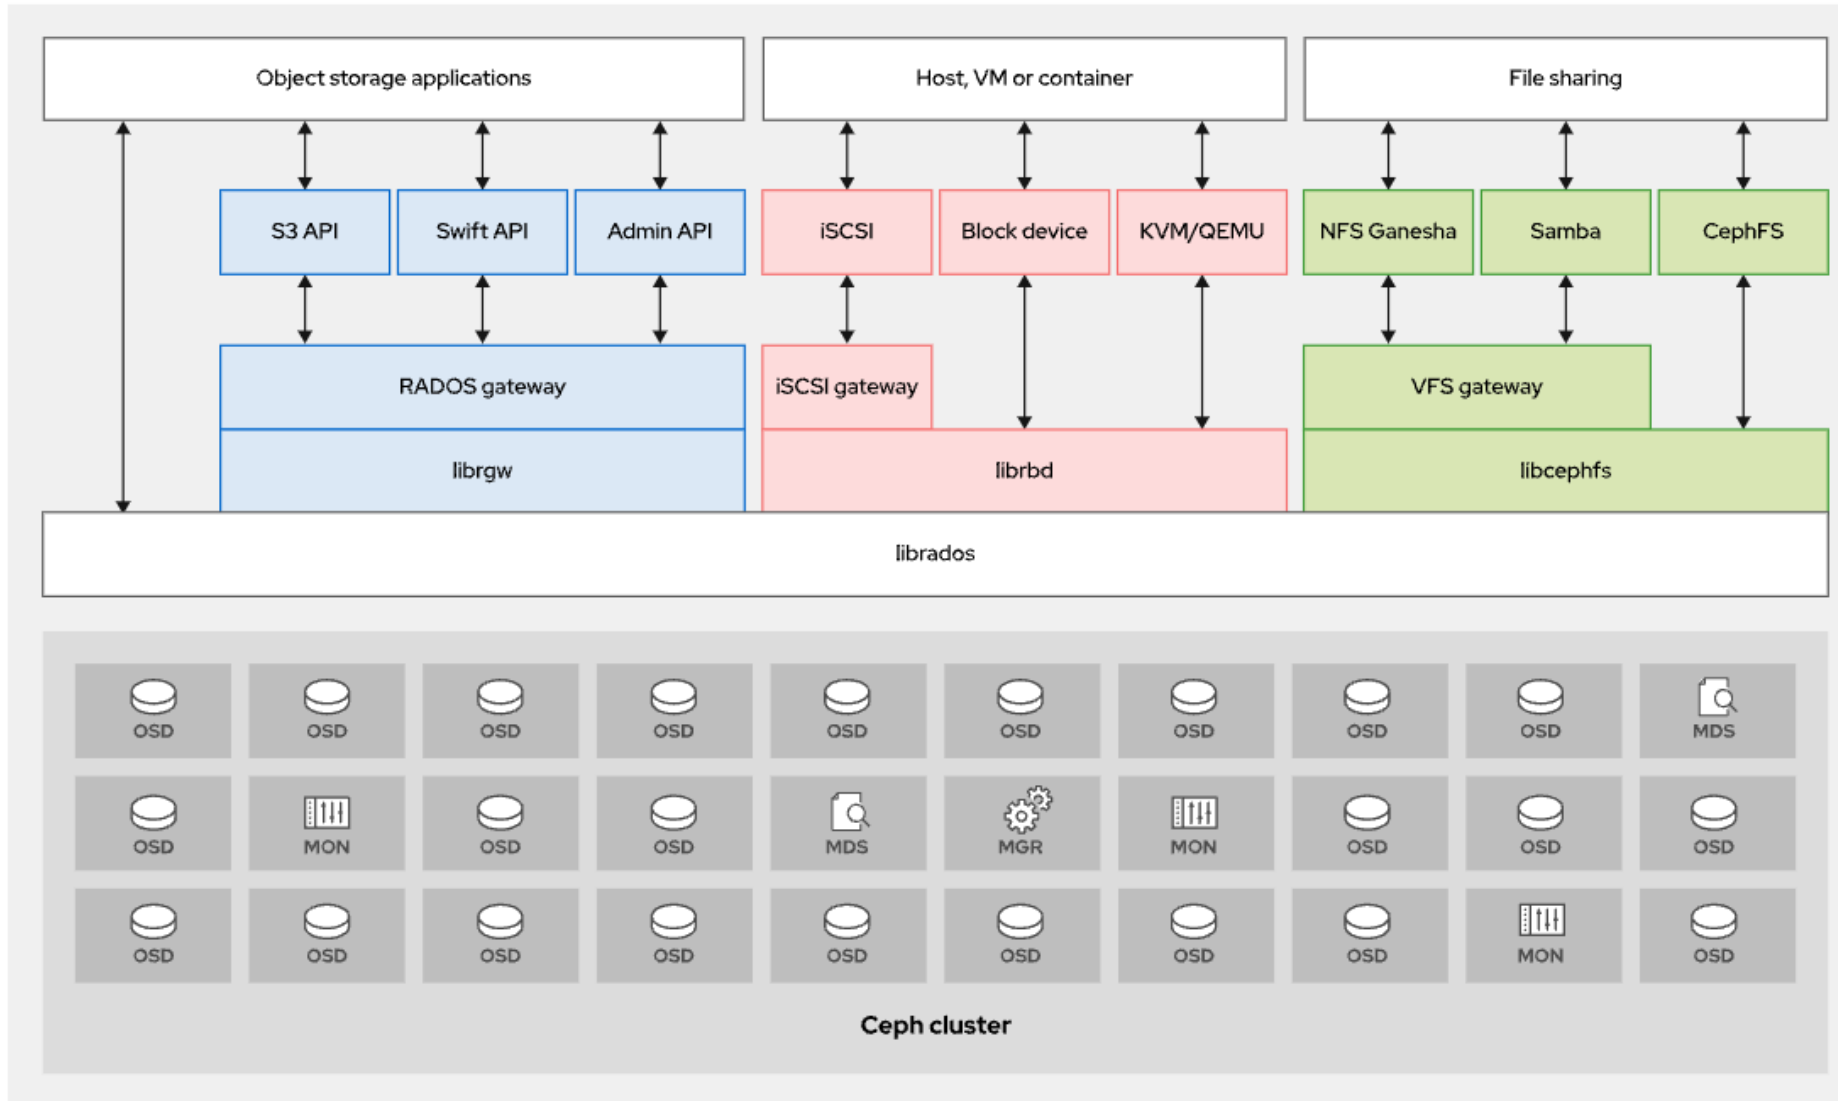 Object storage applications
Host, VM or container
File sharing
S3 API
Swift API
Admin API
iSCSI
Block device
KVM/QEMU
NFS Ganesha
Samba
CephFS
RADOS gateway
iSCSI gateway
VFS gateway
librgw
librbd
libcephfs
librados
OSD
OSD
OSD
OSD
OSD
OSD
OSD
OSD
OSD
MDS
OSD
MON
OSD
OSD
MDS
MGR
MON
OSD
OSD
OSD
OSD
OSD
OSD
OSD
OSD
OSD
OSD
OSD
MON
OSD
Ceph cluster